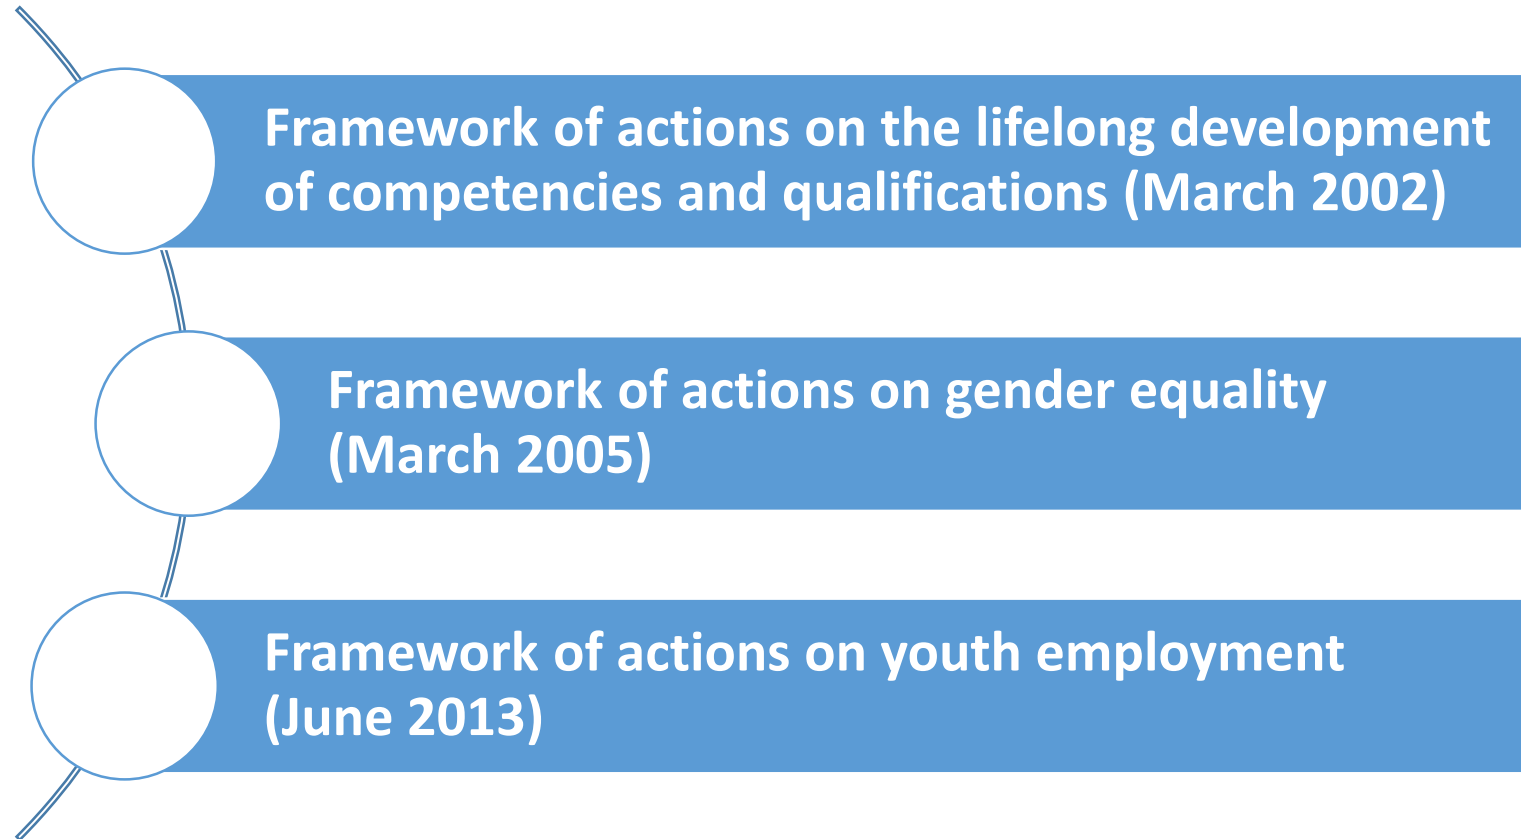 Framework of actions on the lifelong development
of competencies and qualifications (March 2002)
Framework of actions on gender equality
(March 2005)
Framework of actions on youth employment
(June 2013)